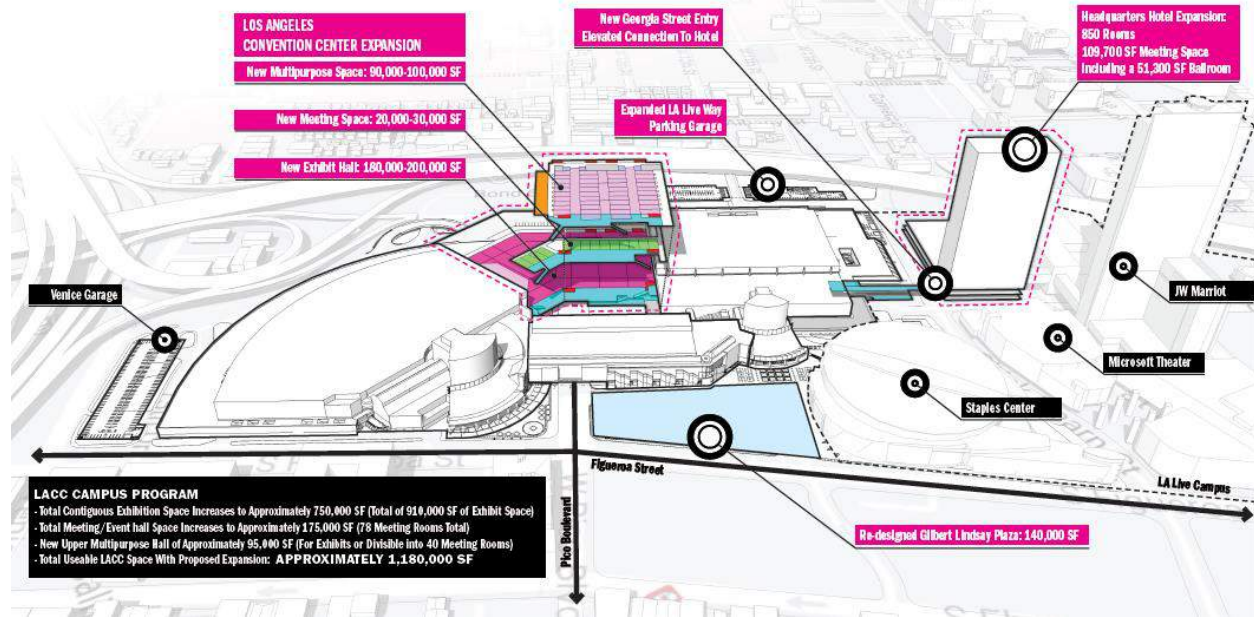 LOS ANGELES
CONVENTION CENTER EXPANSION
New Multipurpose Space: 90,000-100,000 SF
New Meeting Space: 20,000-30,000 SF
New Exhibit Hall: 180,000-200,000 SF
New Georgia Street Entry
Elevated Connection To Hotel
Expanded LA Live Way
Parking Garage
Headquarters Hotel Expansion:
850 Rooms
109,700 SF Meeting Space
Including a 51,300 SF Ballroom
Venice Garage
JW Marriot
Microsoft Theater
Staples Center
Figueroa Street
LA Live Campus
Pico Boulevard
Re-designed Gilbert Lindsay Plaza: 140,000 SF
LACC CAMPUS PROGRAM
- Total Contiguous Exhibition Space Increases to Approximately 750,000 SF (Total of 910,000 SF of Exhibit Space)
- Total Meeting/Event hall Space Increases to Approximately 175,000 SF (78 Meeting Rooms Total)
- New Upper Multipurpose Hall of Approximately 95,000 SF (For Exhibits or Divisible into 40 Meeting Rooms)
- Total Useable LACC Space With Proposed Expansion: APPROXIMATELY 1,180,000 SF